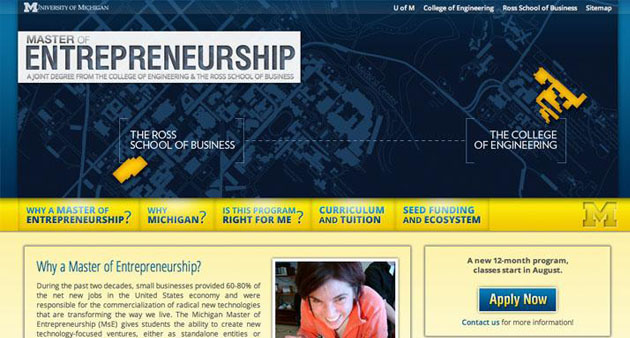 M UNIVERSITY OF MICHIGAN
U of M College of Engineering Ross School of Business Sitemap
MASTER OF
ENTREPRENEURSHIP
A JOINT DEGREE FROM THE COLLEGE OF ENGINEERING & THE ROSS SCHOOL OF BUSINESS
THE ROSS
SCHOOL OF BUSINESS
THE COLLEGE
OF ENGINEERING
WHY A MASTER OF
ENTREPRENEURSHIP?
WHY
MICHIGAN?
IS THIS PROGRAM
RIGHT FOR ME?
CURRICULUM
AND TUITION
SEED FUNDING
AND ECOSYSTEM
M
Why a Master of Entrepreneurship?
During the past two decades, small businesses provided 60-80% of
the net new jobs in the United States economy and were
responsible for the commercialization of radical new technologies
that are transforming the way we live. The Michigan Master of
Entrepreneurship (MsE) gives students the ability to create new
technology-focused ventures, either as standalone entities or
A new 12-month program,
classes start in August.
Apply Now
Contact us for more information!